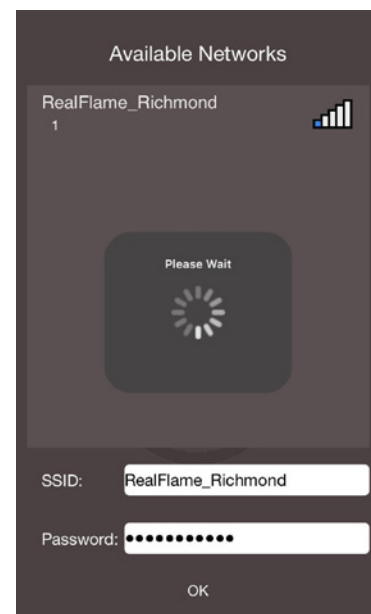 Available Networks
RealFlame_Richmond
1
Please Wait
SSID: RealFlame_Richmond
Password: •••••••••••
OK